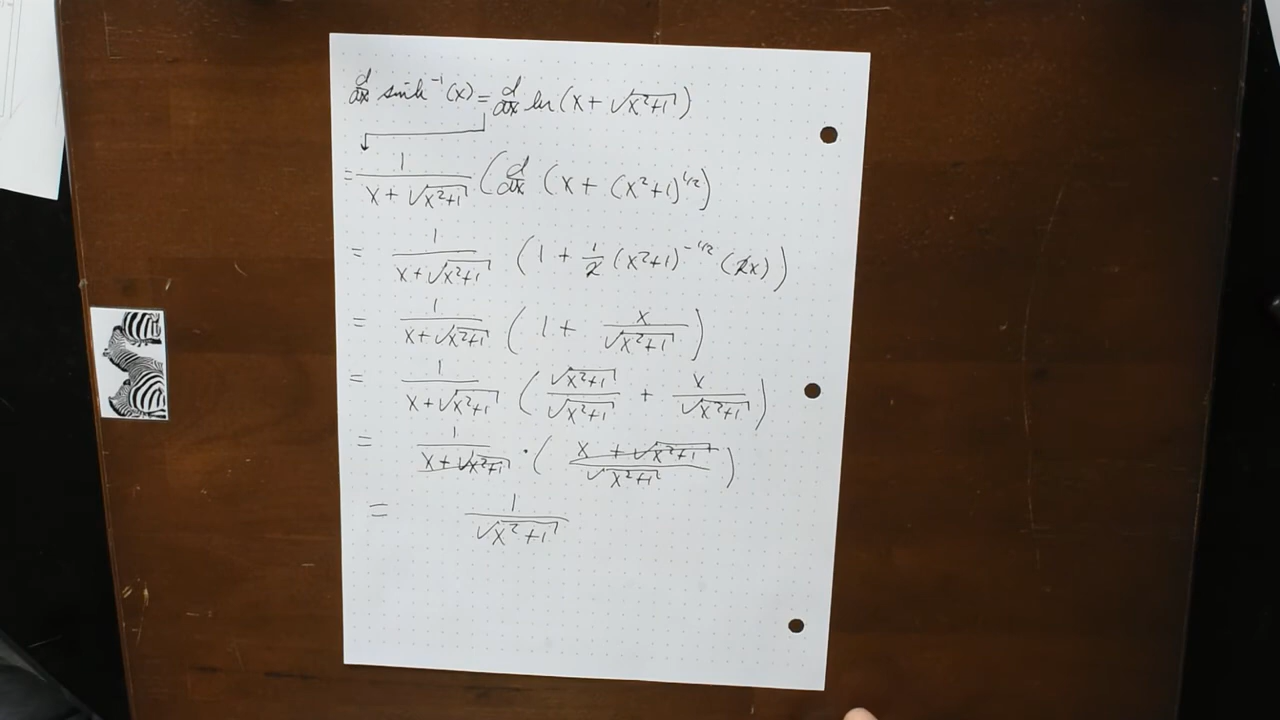 d/dx sinh⁻¹(x) = d/dx ln(x + √(x²+1))
= 1/(x + √(x²+1)) (d/dx (x + (x²+1)^(1/2))
= 1/(x + √(x²+1)) (1 + 1/2 (x²+1)^(-1/2) (2x))
= 1/(x + √(x²+1)) (1 + x/√(x²+1))
= 1/(x + √(x²+1)) (√(x²+1)/√(x²+1) + x/√(x²+1))
= 1/(x + √(x²+1)) · ((x + √(x²+1))/√(x²+1))
= 1/√(x²+1)